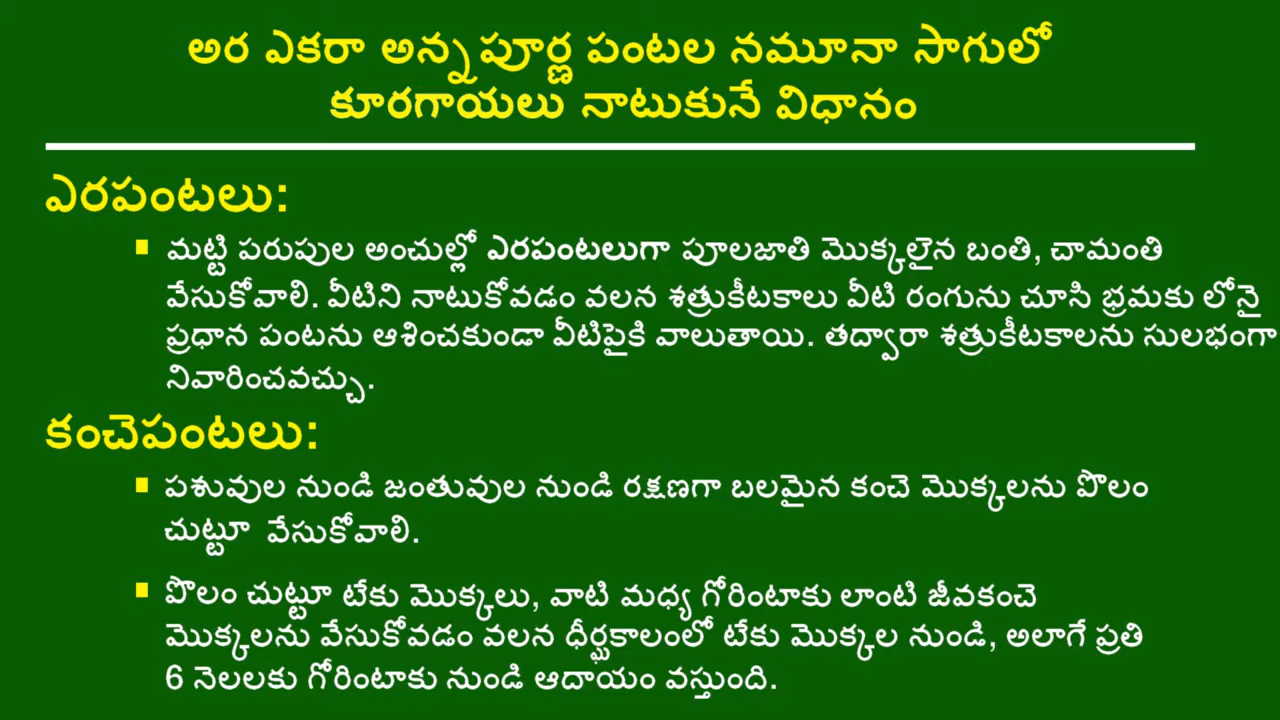 అర ఎకరా అన్నపూర్ణ పంటల నమూనా సాగులో
కూరగాయలు నాటుకునే విధానం
ఎరపంటలు:
▪ మట్టి పరుపుల అంచుల్లో ఎరపంటలుగా పూలజాతి మొక్కలైన బంతి, చామంతి
వేసుకోవాలి. వీటిని నాటుకోవడం వలన శత్రుకీటకాలు వీటి రంగును చూసి భ్రమకు లోనై
ప్రధాన పంటను ఆశించకుండా వీటిపైకి వాలుతాయి. తద్వారా శత్రుకీటకాలను సులభంగా
నివారించవచ్చు.
కంచెపంటలు:
▪ పశువుల నుండి జంతువుల నుండి రక్షణగా బలమైన కంచె మొక్కలను పొలం
చుట్టూ వేసుకోవాలి.
▪ పొలం చుట్టూ టేకు మొక్కలు, వాటి మధ్య గోరింటాకు లాంటి జీవకంచె
మొక్కలను వేసుకోవడం వలన ధీర్ఘకాలంలో టేకు మొక్కల నుండి, అలాగే ప్రతి
6 నెలలకు గోరింటాకు నుండి ఆదాయం వస్తుంది.